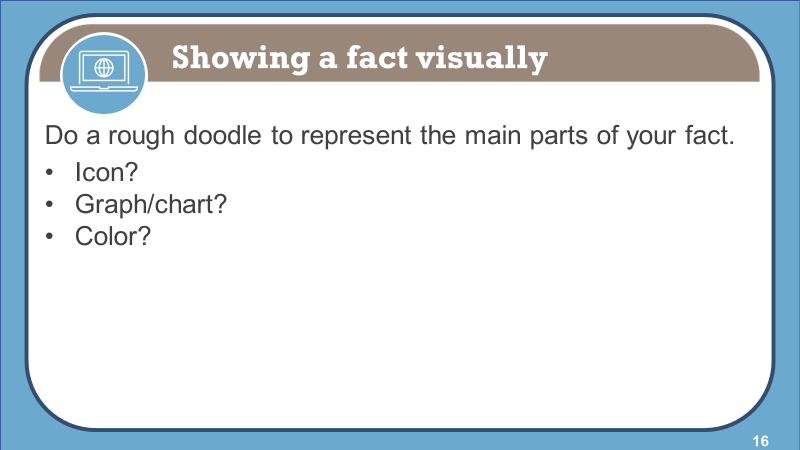 Showing a fact visually
Do a rough doodle to represent the main parts of your fact.
• Icon?
• Graph/chart?
• Color?
16